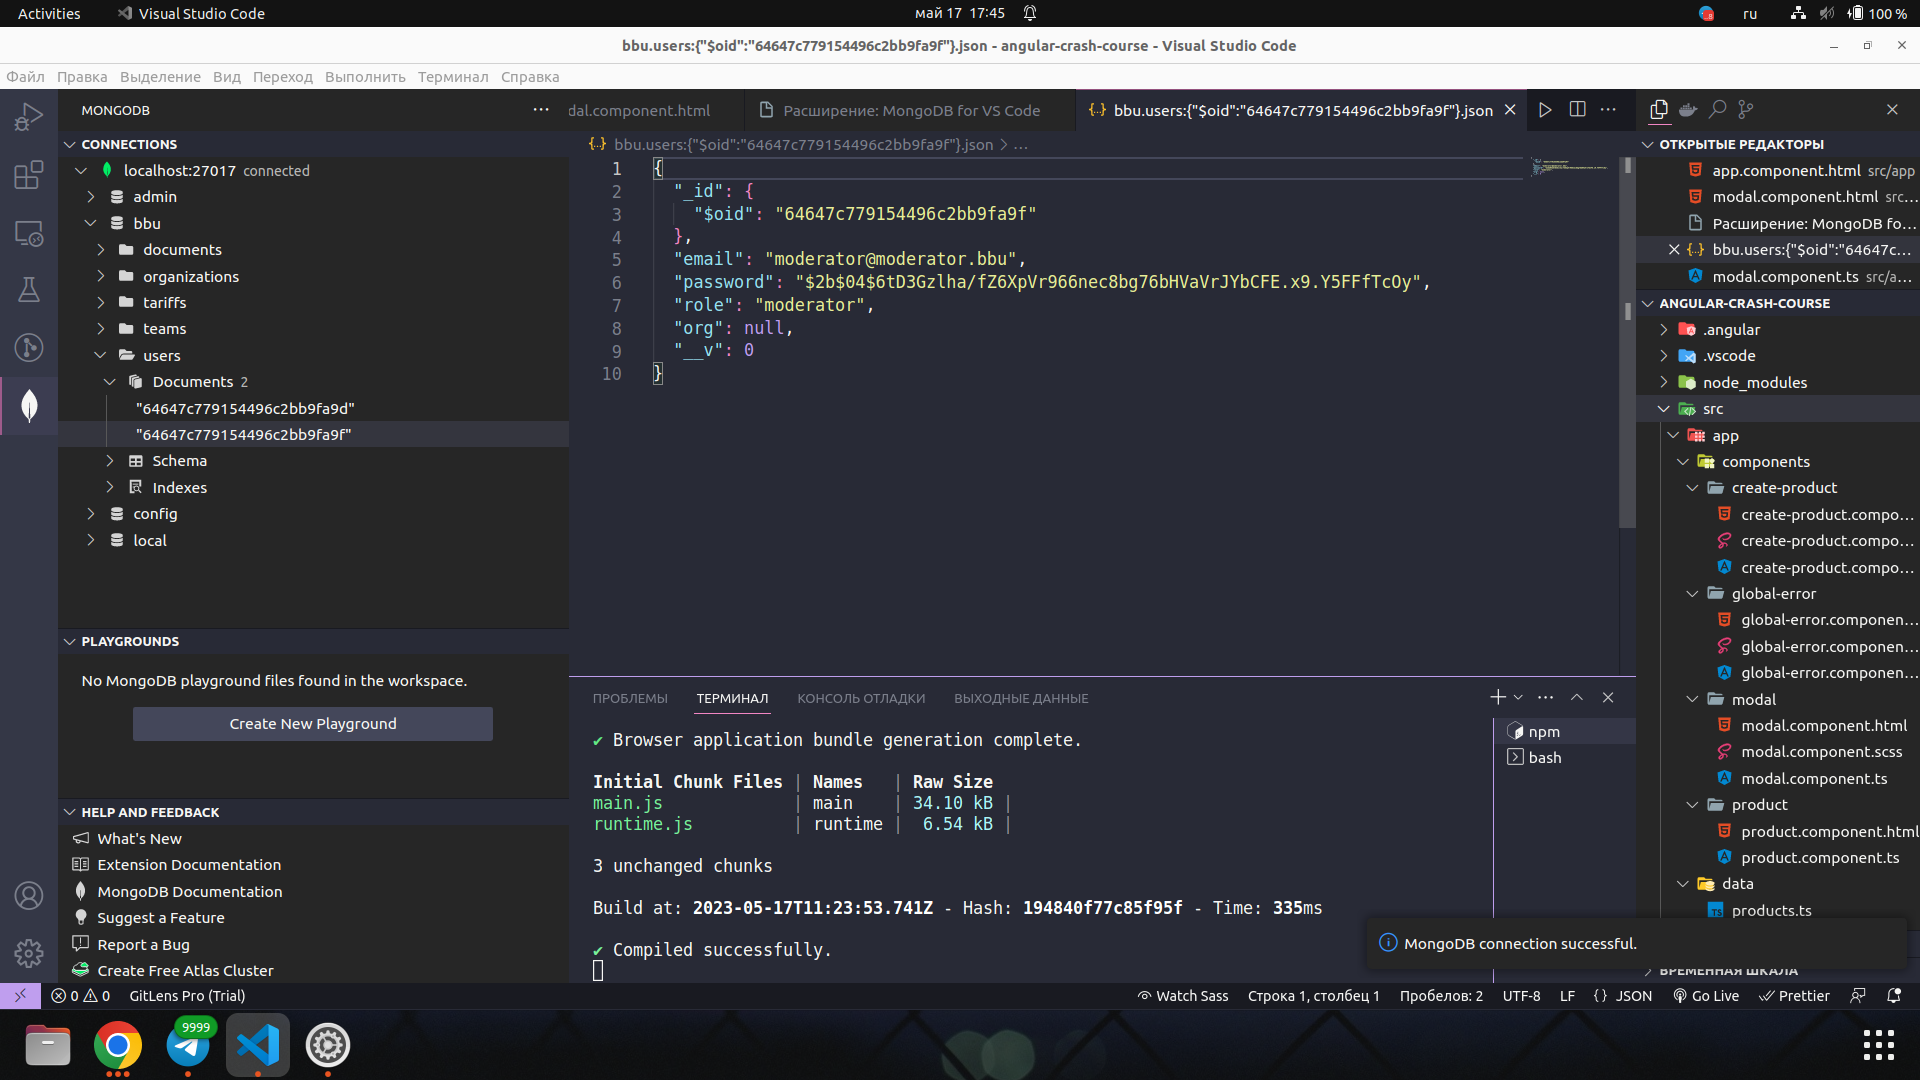 Activities
Visual Studio Code
май 17 17:45
ru
100 %
bbu.users:{"$oid":"64647c779154496c2bb9fa9f"}.json - angular-crash-course - Visual Studio Code
Файл Правка Выделение Вид Переход Выполнить Терминал Справка
MONGODB
CONNECTIONS
localhost:27017 connected
admin
bbu
documents
organizations
tariffs
teams
users
Documents 2
"64647c779154496c2bb9fa9d"
"64647c779154496c2bb9fa9f"
Schema
Indexes
config
local
PLAYGROUNDS
No MongoDB playground files found in the workspace.
Create New Playground
HELP AND FEEDBACK
What's New
Extension Documentation
MongoDB Documentation
Suggest a Feature
Report a Bug
Create Free Atlas Cluster
dal.component.html
Расширение: MongoDB for VS Code
{..} bbu.users:{"$oid":"64647c779154496c2bb9fa9f"}.json
{..} bbu.users:{"$oid":"64647c779154496c2bb9fa9f"}.json > ...
1 {
2 "_id": {
3 "$oid": "64647c779154496c2bb9fa9f"
4 },
5 "email": "moderator@moderator.bbu",
6 "password": "$2b$04$6tD3Gzlha/fZ6XpVr966nec8bg76bHVaVrJYbCFE.x9.Y5FFfTcOy",
7 "role": "moderator",
8 "org": null,
9 "__v": 0
10 }
ПРОБЛЕМЫ ТЕРМИНАЛ КОНСОЛЬ ОТЛАДКИ ВЫХОДНЫЕ ДАННЫЕ
✔ Browser application bundle generation complete.
Initial Chunk Files | Names | Raw Size
main.js | main | 34.10 kB |
runtime.js | runtime | 6.54 kB |
3 unchanged chunks
Build at: 2023-05-17T11:23:53.741Z - Hash: 194840f77c85f95f - Time: 335ms
✔ Compiled successfully.
npm
bash
ОТКРЫТЫЕ РЕДАКТОРЫ
app.component.html src/app
modal.component.html src...
Расширение: MongoDB fo...
{..} bbu.users:{"$oid":"64647c...
modal.component.ts src/a...
ANGULAR-CRASH-COURSE
.angular
.vscode
node_modules
src
app
components
create-product
create-product.compo...
create-product.compo...
create-product.compo...
global-error
global-error.componen...
global-error.componen...
global-error.componen...
modal
modal.component.html
modal.component.scss
modal.component.ts
product
product.component.html
product.component.ts
data
TS products.ts
MongoDB connection successful.
ВРЕМЕННАЯ ШКАЛА
0 0 GitLens Pro (Trial)
Watch Sass Строка 1, столбец 1 Пробелов: 2 UTF-8 LF {} JSON Go Live Prettier
9999